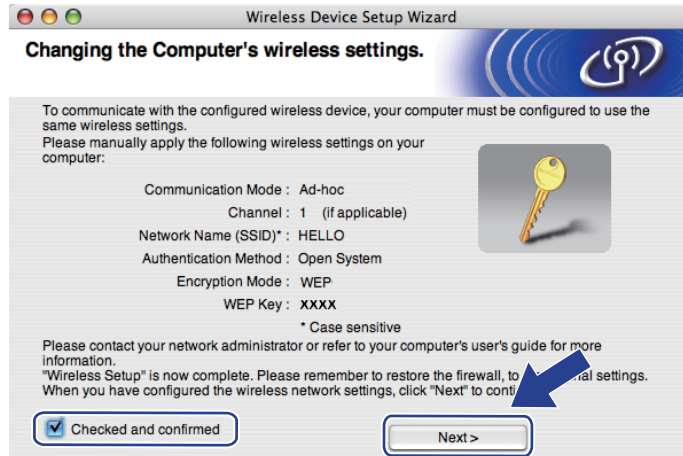 Wireless Device Setup Wizard
Changing the Computer's wireless settings.
To communicate with the configured wireless device, your computer must be configured to use the
same wireless settings.
Please manually apply the following wireless settings on your
computer:
Communication Mode : Ad-hoc
Channel : 1 (if applicable)
Network Name (SSID)* : HELLO
Authentication Method : Open System
Encryption Mode : WEP
WEP Key : XXXX
* Case sensitive
Please contact your network administrator or refer to your computer's user's guide for more
information.
"Wireless Setup" is now complete. Please remember to restore the firewall, to settings.
When you have configured the wireless network settings, click "Next" to
Checked and confirmed
Next >